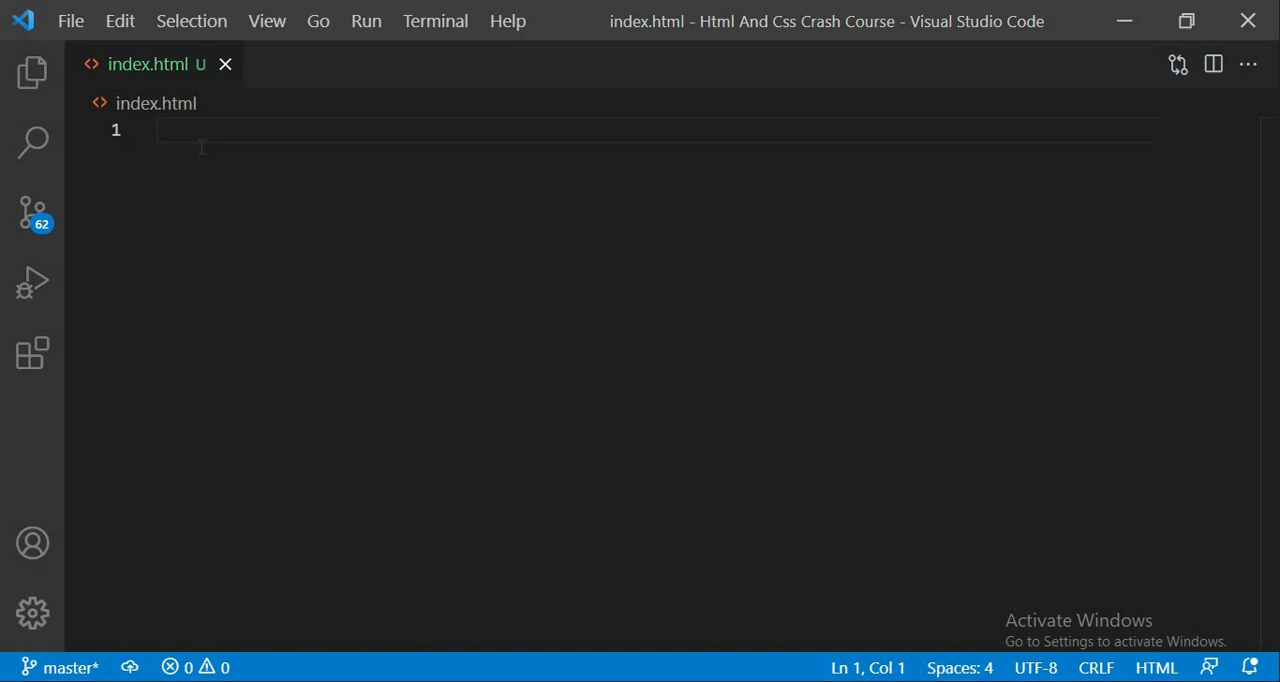 File Edit Selection View Go Run Terminal Help index.html - Html And Css Crash Course - Visual Studio Code
index.html U
index.html
1
62
Activate Windows
Go to Settings to activate Windows.
master* 0 0 Ln 1, Col 1 Spaces: 4 UTF-8 CRLF HTML